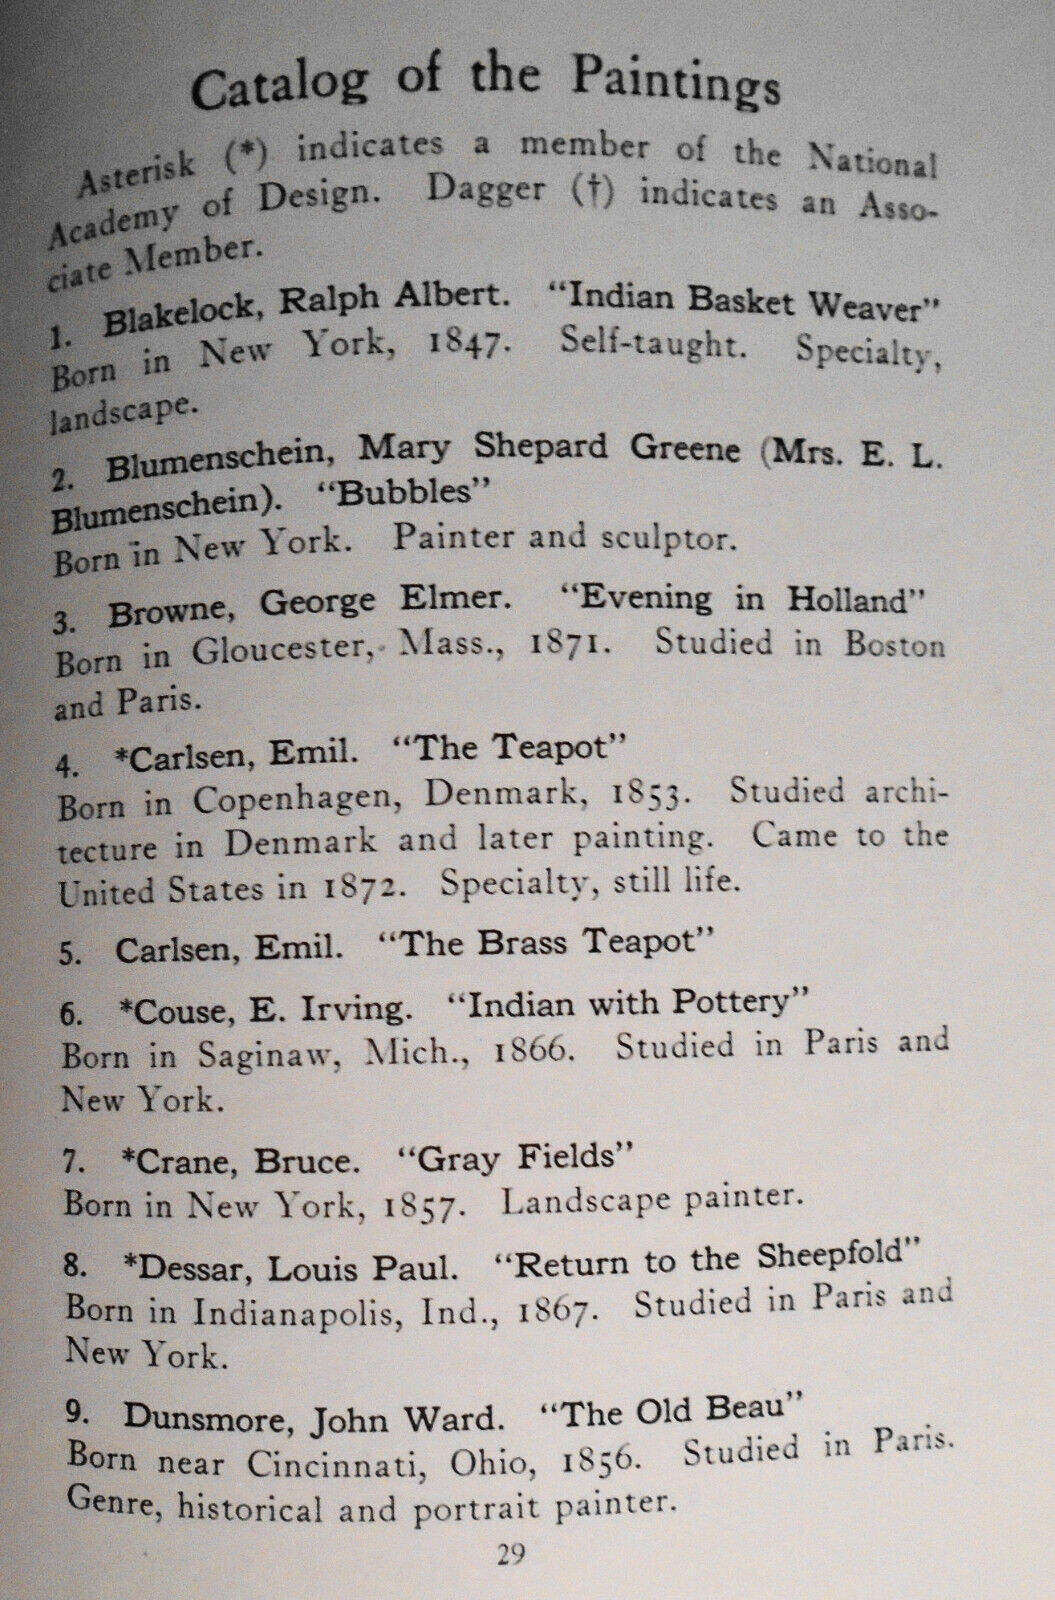 Catalog of the Paintings
Asterisk (*) indicates a member of the National
Academy of Design. Dagger (†) indicates an Asso-
ciate Member.
1. Blakelock, Ralph Albert. "Indian Basket Weaver"
Born in New York, 1847. Self-taught. Specialty,
landscape.
2. Blumenschein, Mary Shepard Greene (Mrs. E. L.
Blumenschein). "Bubbles"
Born in New York. Painter and sculptor.
3. Browne, George Elmer. "Evening in Holland"
Born in Gloucester, Mass., 1871. Studied in Boston
and Paris.
4. *Carlsen, Emil. "The Teapot"
Born in Copenhagen, Denmark, 1853. Studied archi-
tecture in Denmark and later painting. Came to the
United States in 1872. Specialty, still life.
5. Carlsen, Emil. "The Brass Teapot"
6. *Couse, E. Irving. "Indian with Pottery"
Born in Saginaw, Mich., 1866. Studied in Paris and
New York.
7. *Crane, Bruce. "Gray Fields"
Born in New York, 1857. Landscape painter.
8. *Dessar, Louis Paul. "Return to the Sheepfold"
Born in Indianapolis, Ind., 1867. Studied in Paris and
New York.
9. Dunsmore, John Ward. "The Old Beau"
Born near Cincinnati, Ohio, 1856. Studied in Paris.
Genre, historical and portrait painter.
29